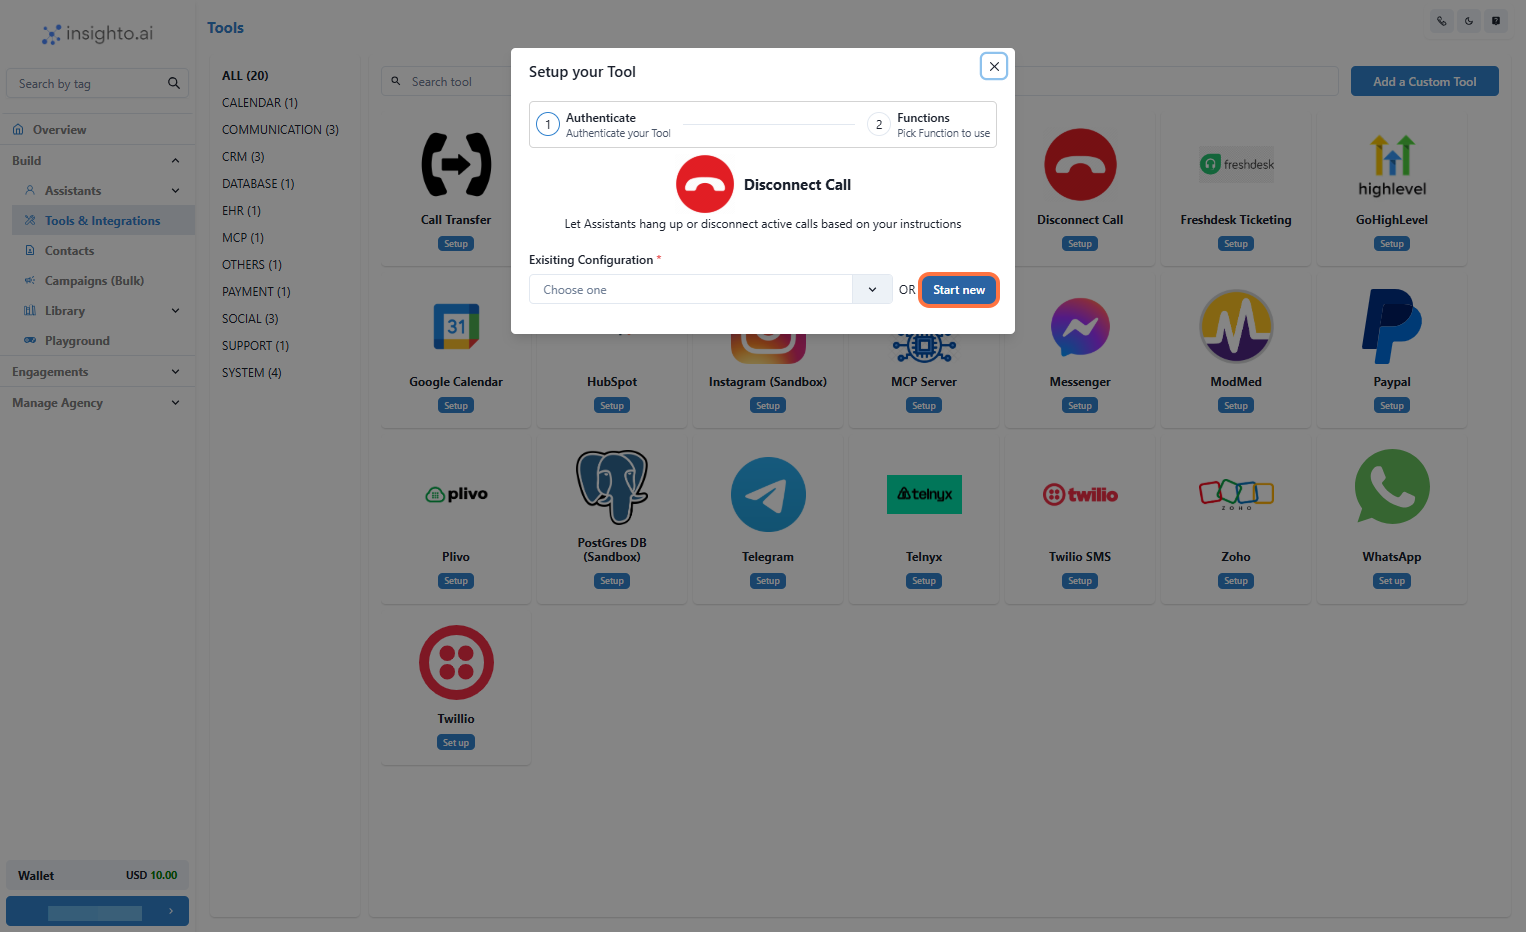 insighto.ai
Search by tag
Overview
Build
Assistants
Tools & Integrations
Contacts
Campaigns (Bulk)
Library
Playground
Engagements
Manage Agency
Wallet USD 10.00
Tools
ALL (20)
CALENDAR (1)
COMMUNICATION (3)
CRM (3)
DATABASE (1)
EHR (1)
MCP (1)
OTHERS (1)
PAYMENT (1)
SOCIAL (3)
SUPPORT (1)
SYSTEM (4)
Search tool
Add a Custom Tool
Setup your Tool
1 Authenticate
Authenticate your Tool
2 Functions
Pick Function to use
Disconnect Call
Let Assistants hang up or disconnect active calls based on your instructions
Exisiting Configuration *
Choose one
OR Start new
freshdesk
highlevel
Call Transfer
Disconnect Call
Freshdesk Ticketing
GoHighLevel
Setup
Setup
Setup
Setup
31
Google Calendar
HubSpot
Instagram (Sandbox)
MCP Server
Messenger
ModMed
Paypal
Setup
Setup
Setup
Setup
Setup
Setup
Setup
plivo
telnyx
twilio
ZOHO
Plivo
PostGres DB
(Sandbox)
Telegram
Telnyx
Twilio SMS
Zoho
WhatsApp
Setup
Setup
Setup
Setup
Setup
Setup
Set up
Twillio
Set up